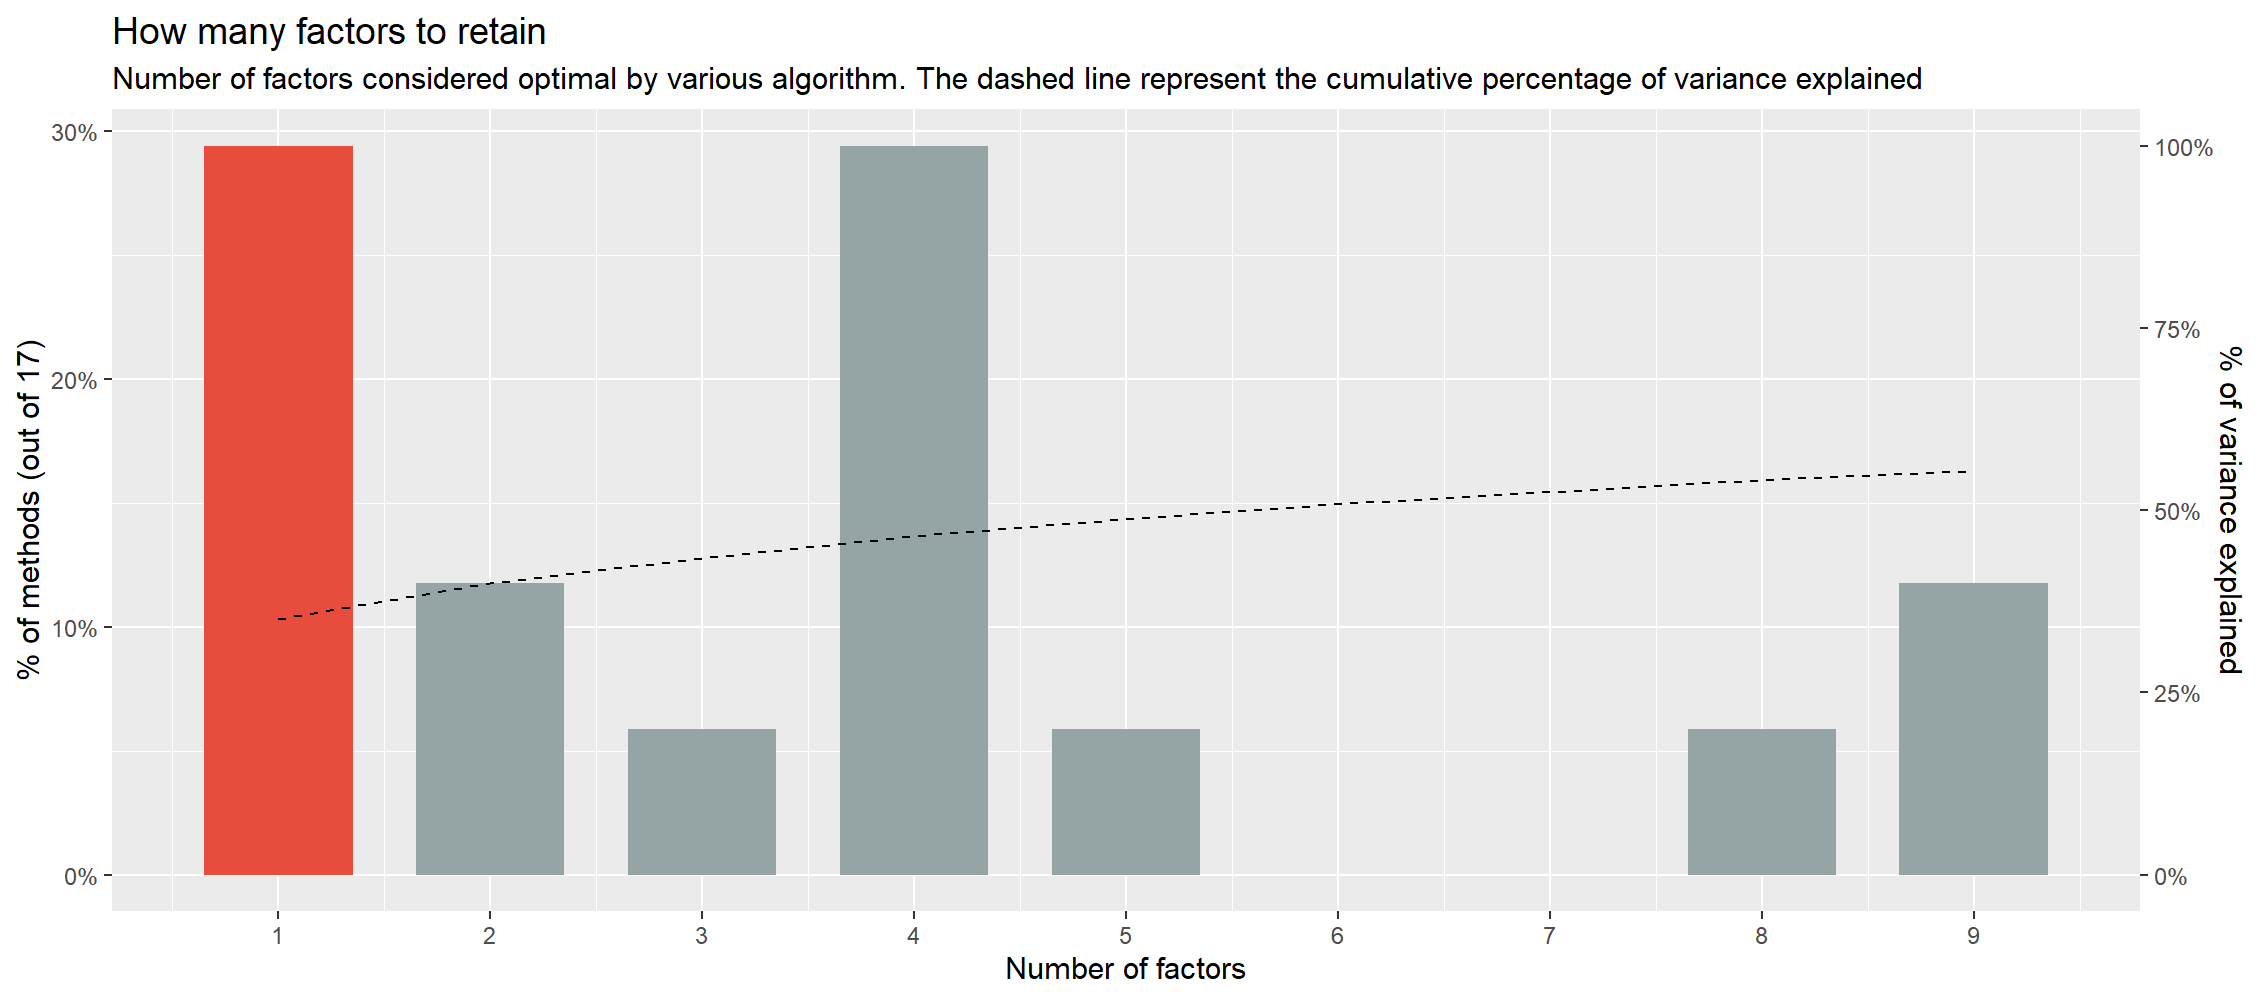 How many factors to retain
Number of factors considered optimal by various algorithm. The dashed line represent the cumulative percentage of variance explained
% of methods (out of 17)
30%
20%
10%
0%
100%
75%
50%
25%
0%
% of variance explained
1 2 3 4 5 6 7 8 9
Number of factors